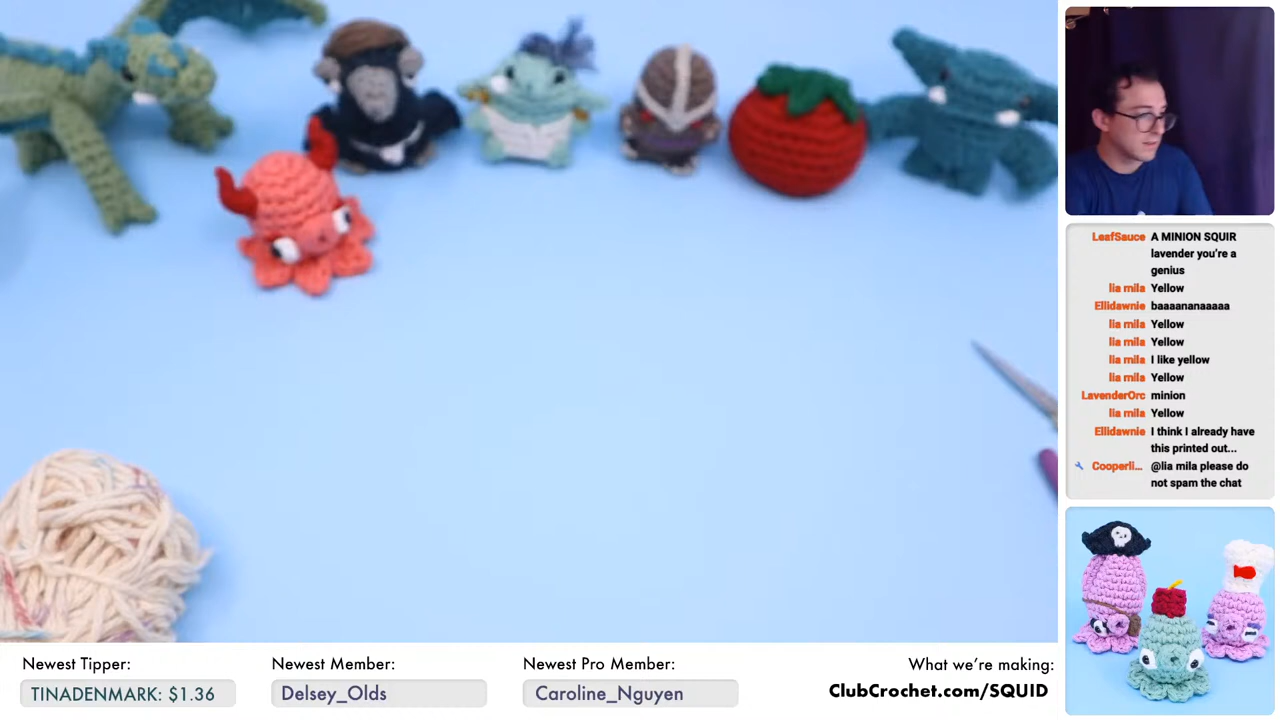 LeafSauce A MINION SQUIR
lavender you're a
genius
lia mila Yellow
Ellidawnie baaaananaaaaa
lia mila Yellow
lia mila Yellow
lia mila I like yellow
lia mila Yellow
LavenderOrc minion
lia mila Yellow
Ellidawnie I think I already have
this printed out...
Cooperli... @lia mila please do
not spam the chat
Newest Tipper: Newest Member: Newest Pro Member: What we're making:
TINADENMARK: $1.36 Delsey_Olds Caroline_Nguyen ClubCrochet.com/SQUID